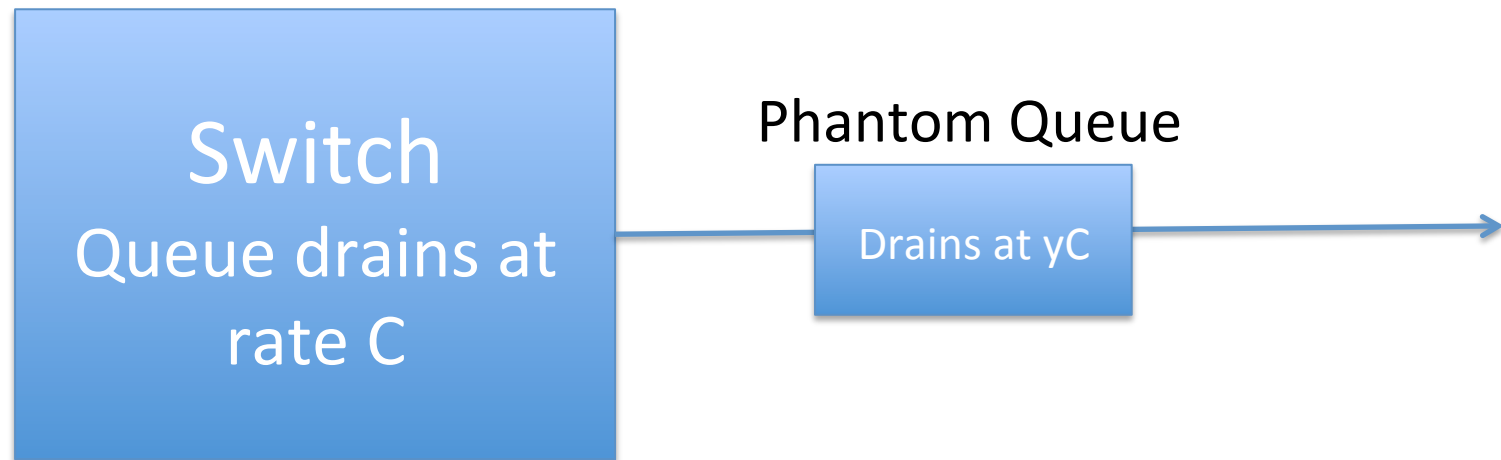 Switch
Queue drains at
rate C
Phantom Queue
Drains at yC